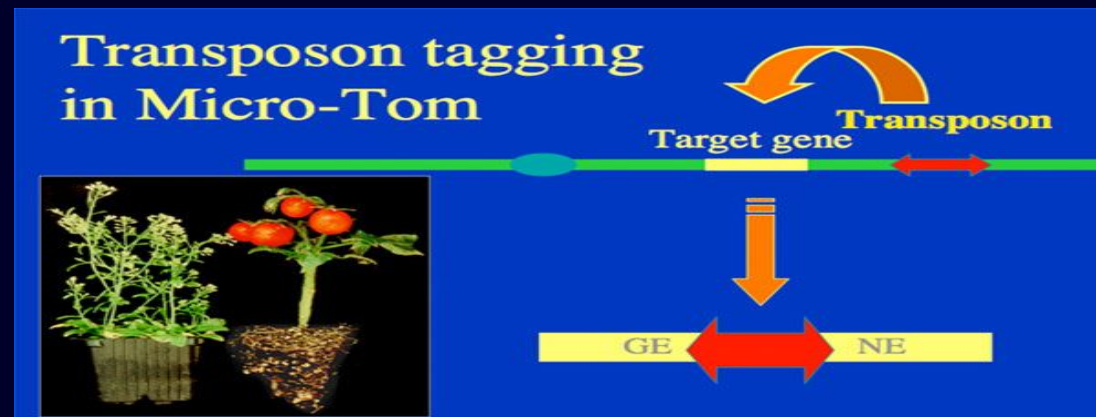 Transposon tagging
in Micro-Tom
Transposon
Target gene
GE NE